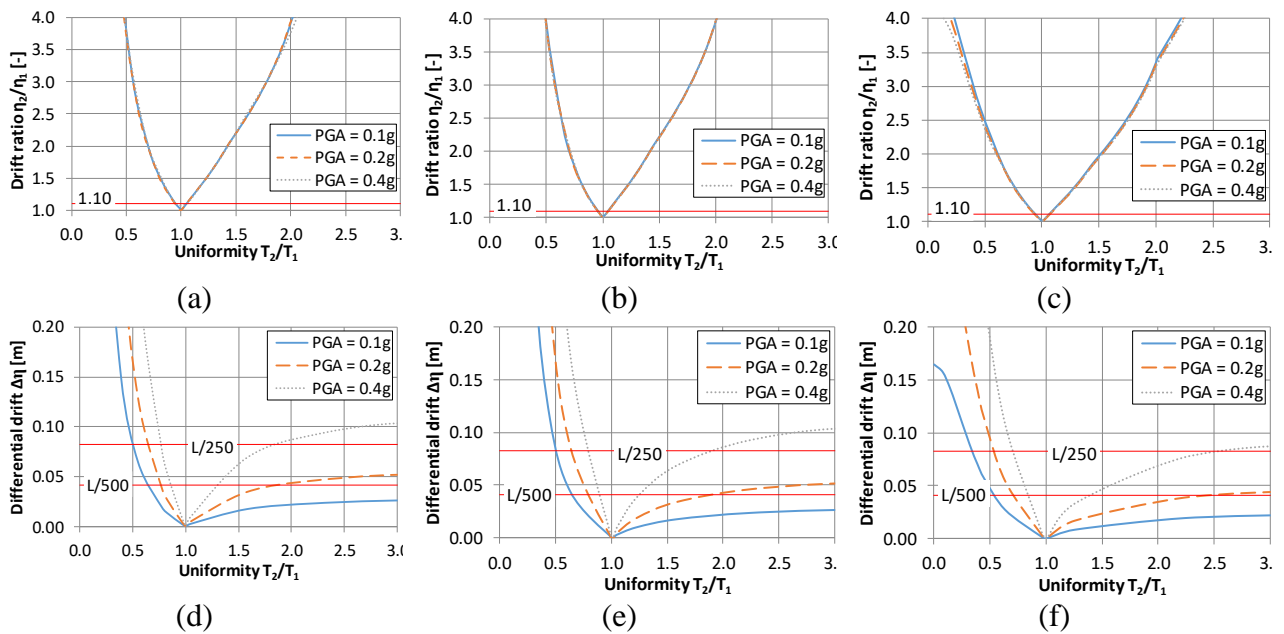 Drift ratio η2/η1 [-]
4.0
3.5
3.0
2.5
2.0
1.5
1.0
PGA = 0.1g
PGA = 0.2g
PGA = 0.4g
1.10
0.0 0.5 1.0 1.5 2.0 2.5 3.
Uniformity T2/T1
(a)
Drift ratio η2/η1 [-]
4.0
3.5
3.0
2.5
2.0
1.5
1.0
PGA = 0.1g
PGA = 0.2g
PGA = 0.4g
1.10
0.0 0.5 1.0 1.5 2.0 2.5 3.
Uniformity T2/T1
(b)
Drift ratio η2/η1 [-]
4.0
3.5
3.0
2.5
2.0
1.5
1.0
PGA = 0.1g
PGA = 0.2g
PGA = 0.4g
1.10
0.0 0.5 1.0 1.5 2.0 2.5 3.
Uniformity T2/T1
(c)
Differential drift Δη [m]
0.20
0.15
0.10
0.05
0.00
PGA = 0.1g
PGA = 0.2g
PGA = 0.4g
L/250
L/500
0.0 0.5 1.0 1.5 2.0 2.5 3.
Uniformity T2/T1
(d)
Differential drift Δη [m]
0.20
0.15
0.10
0.05
0.00
PGA = 0.1g
PGA = 0.2g
PGA = 0.4g
L/250
L/500
0.0 0.5 1.0 1.5 2.0 2.5 3.
Uniformity T2/T1
(e)
Differential drift Δη [m]
0.20
0.15
0.10
0.05
0.00
PGA = 0.1g
PGA = 0.2g
PGA = 0.4g
L/250
L/500
0.0 0.5 1.0 1.5 2.0 2.5 3.
Uniformity T2/T1
(f)